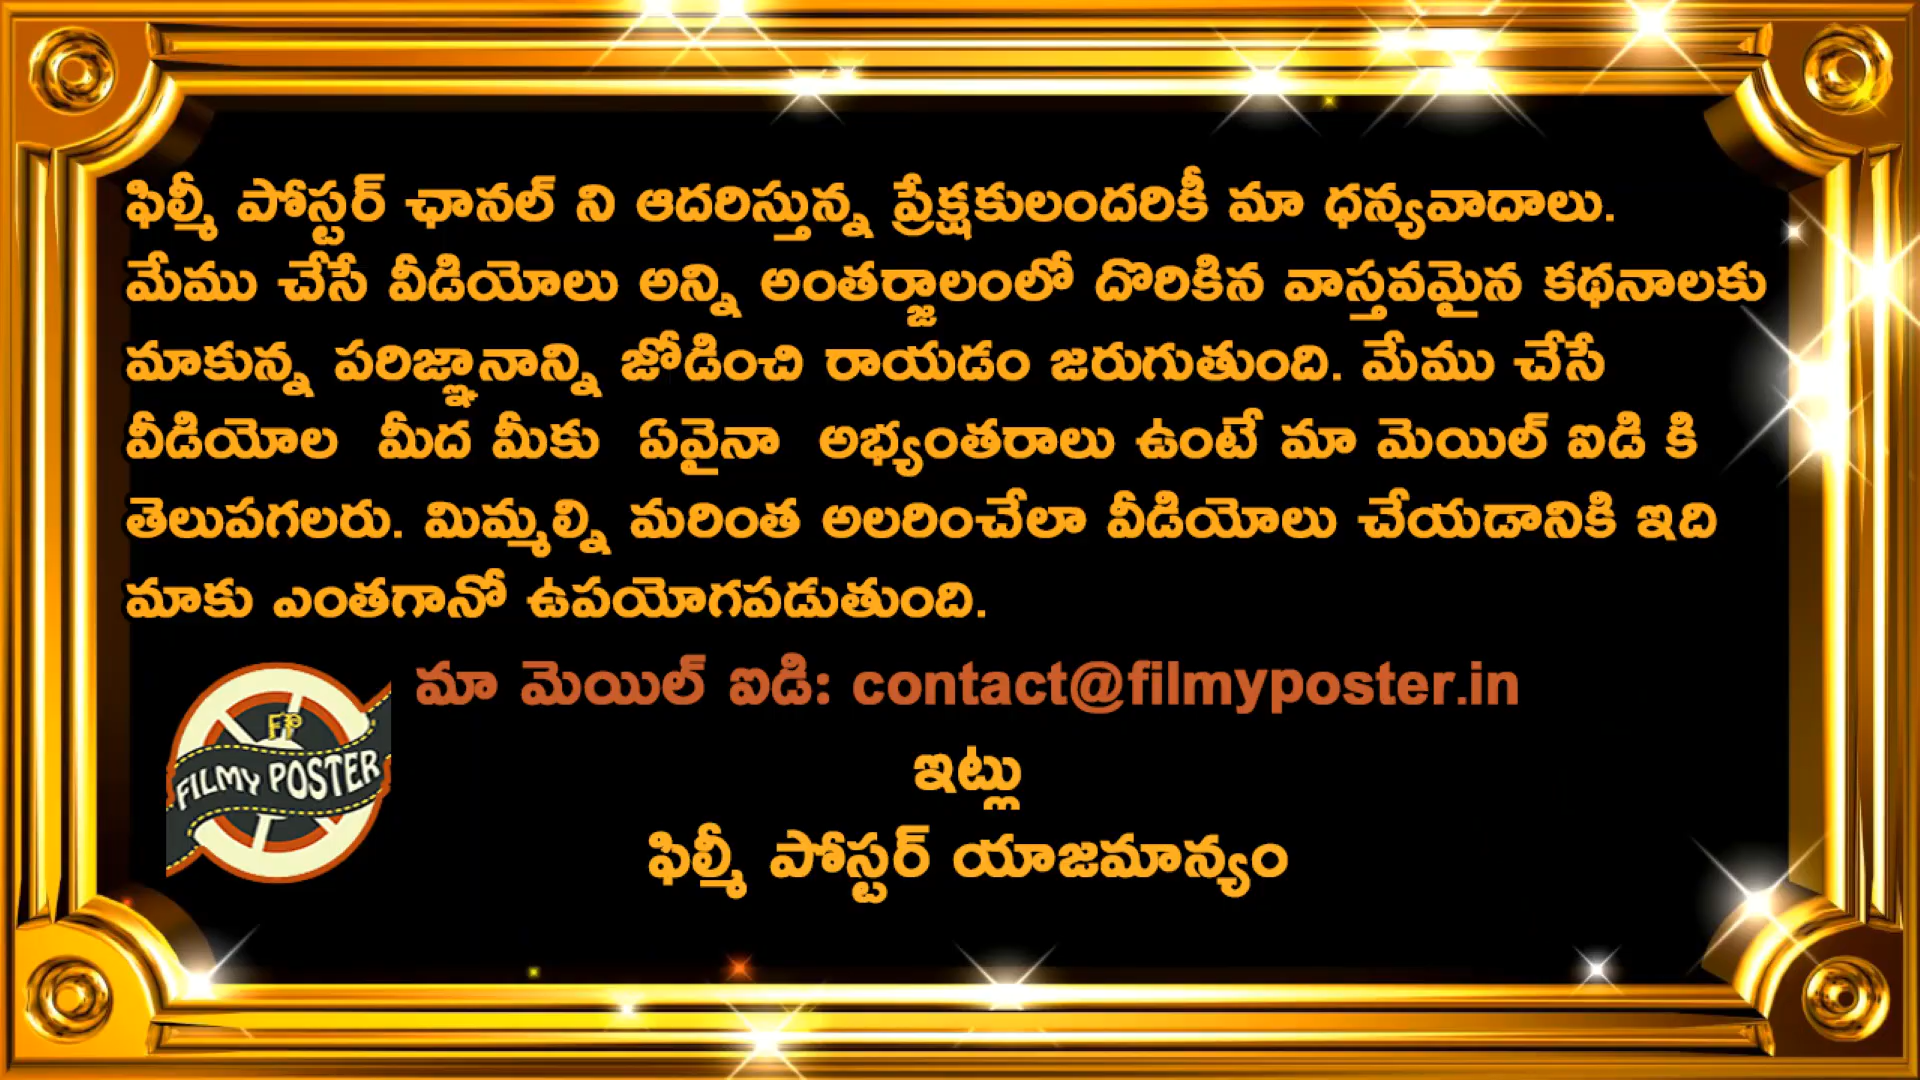 ఫిల్మీ పోస్టర్ ఛానల్ ని ఆదరిస్తున్న ప్రేక్షకులందరికీ మా ధన్యవాదాలు.
మేము చేసే వీడియోలు అన్ని అంతర్జాలంలో దొరికిన వాస్తవమైన కథనాలకు
మాకున్న పరిజ్ఞానాన్ని జోడించి రాయడం జరుగుతుంది. మేము చేసే
వీడియోల మీద మీకు ఏవైనా అభ్యంతరాలు ఉంటే మా మెయిల్ ఐడి కి
తెలుపగలరు. మిమ్మల్ని మరింత అలరించేలా వీడియోలు చేయడానికి ఇది
మాకు ఎంతగానో ఉపయోగపడుతుంది.
మా మెయిల్ ఐడి: contact@filmyposter.in
FP
FILMY POSTER
ఇట్లు
ఫిల్మీ పోస్టర్ యాజమాన్యం